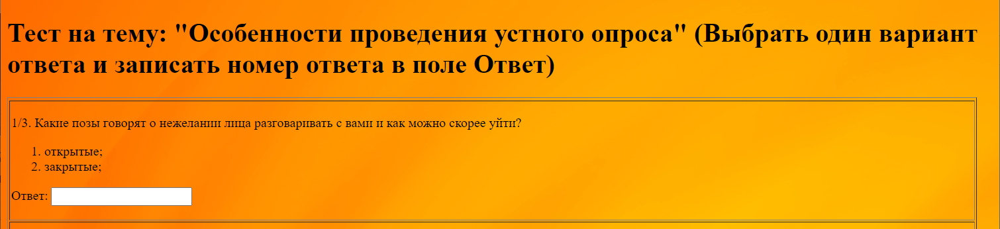 Тест на тему: "Особенности проведения устного опроса" (Выбрать один вариант
ответа и записать номер ответа в поле Ответ)
1/3. Какие позы говорят о нежелании лица разговаривать с вами и как можно скорее уйти?
1. открытые;
2. закрытые;
Ответ: